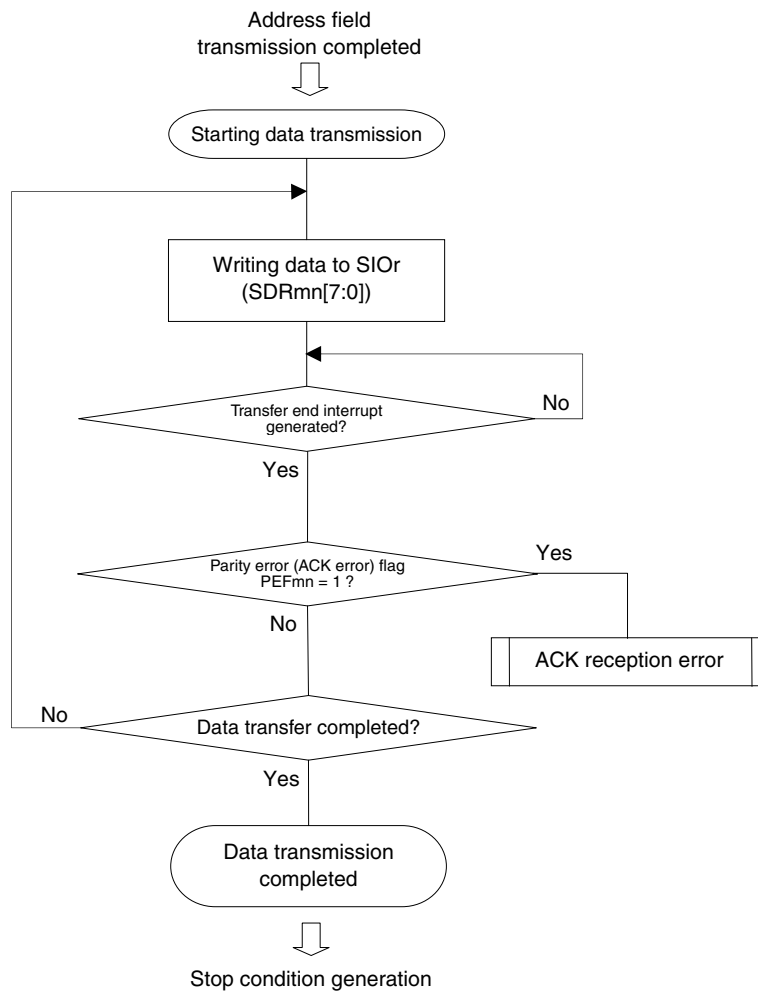 Address field
transmission completed
Starting data transmission
Writing data to SIOr
(SDRmn[7:0])
Transfer end interrupt
generated?
No
Yes
Parity error (ACK error) flag
PEFmn = 1 ?
Yes
No
ACK reception error
Data transfer completed?
No
Yes
Data transmission
completed
Stop condition generation